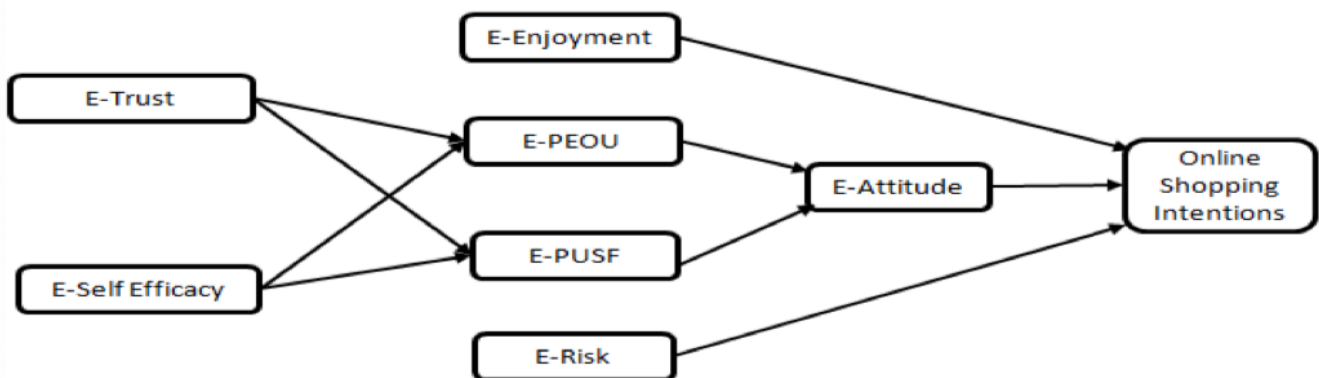 E-Enjoyment
E-Trust
E-PEOU
E-Attitude
Online
Shopping
Intentions
E-PUSF
E-Self Efficacy
E-Risk